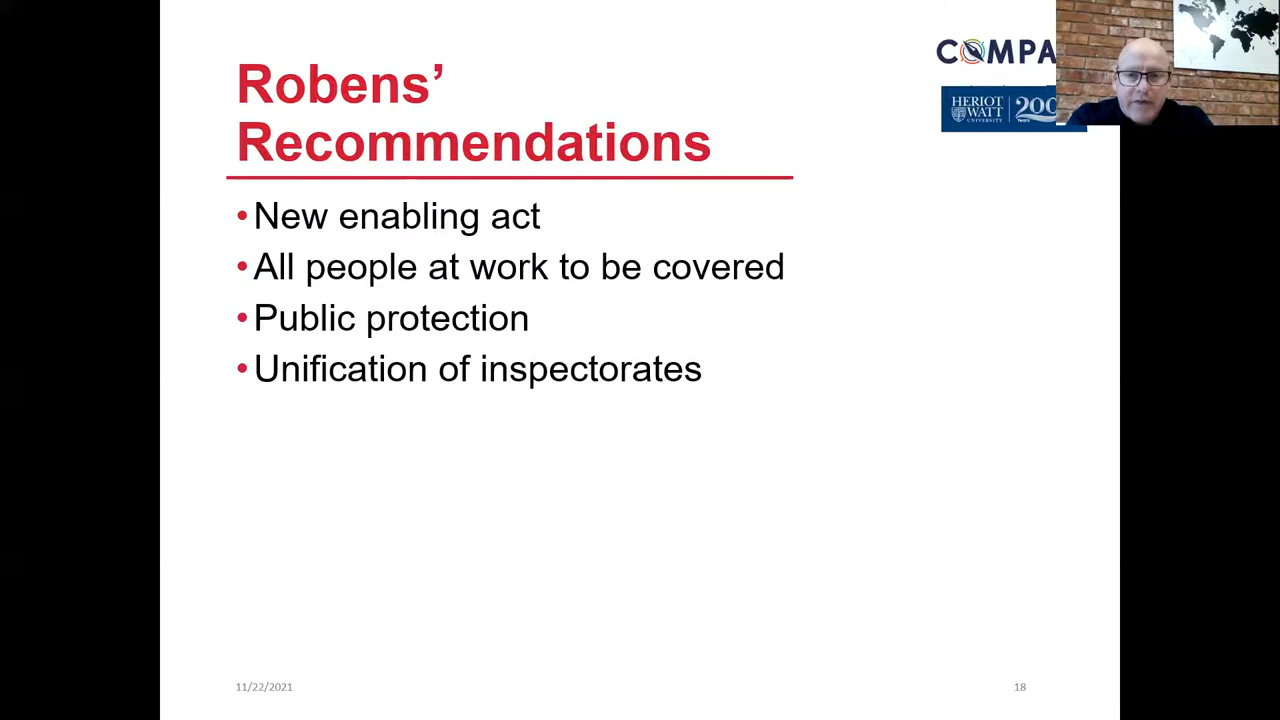 Robens’
Recommendations
•New enabling act
•All people at work to be covered
•Public protection
•Unification of inspectorates
COMPA
HERIOT
WATT
UNIVERSITY
200
Years
11/22/2021
18